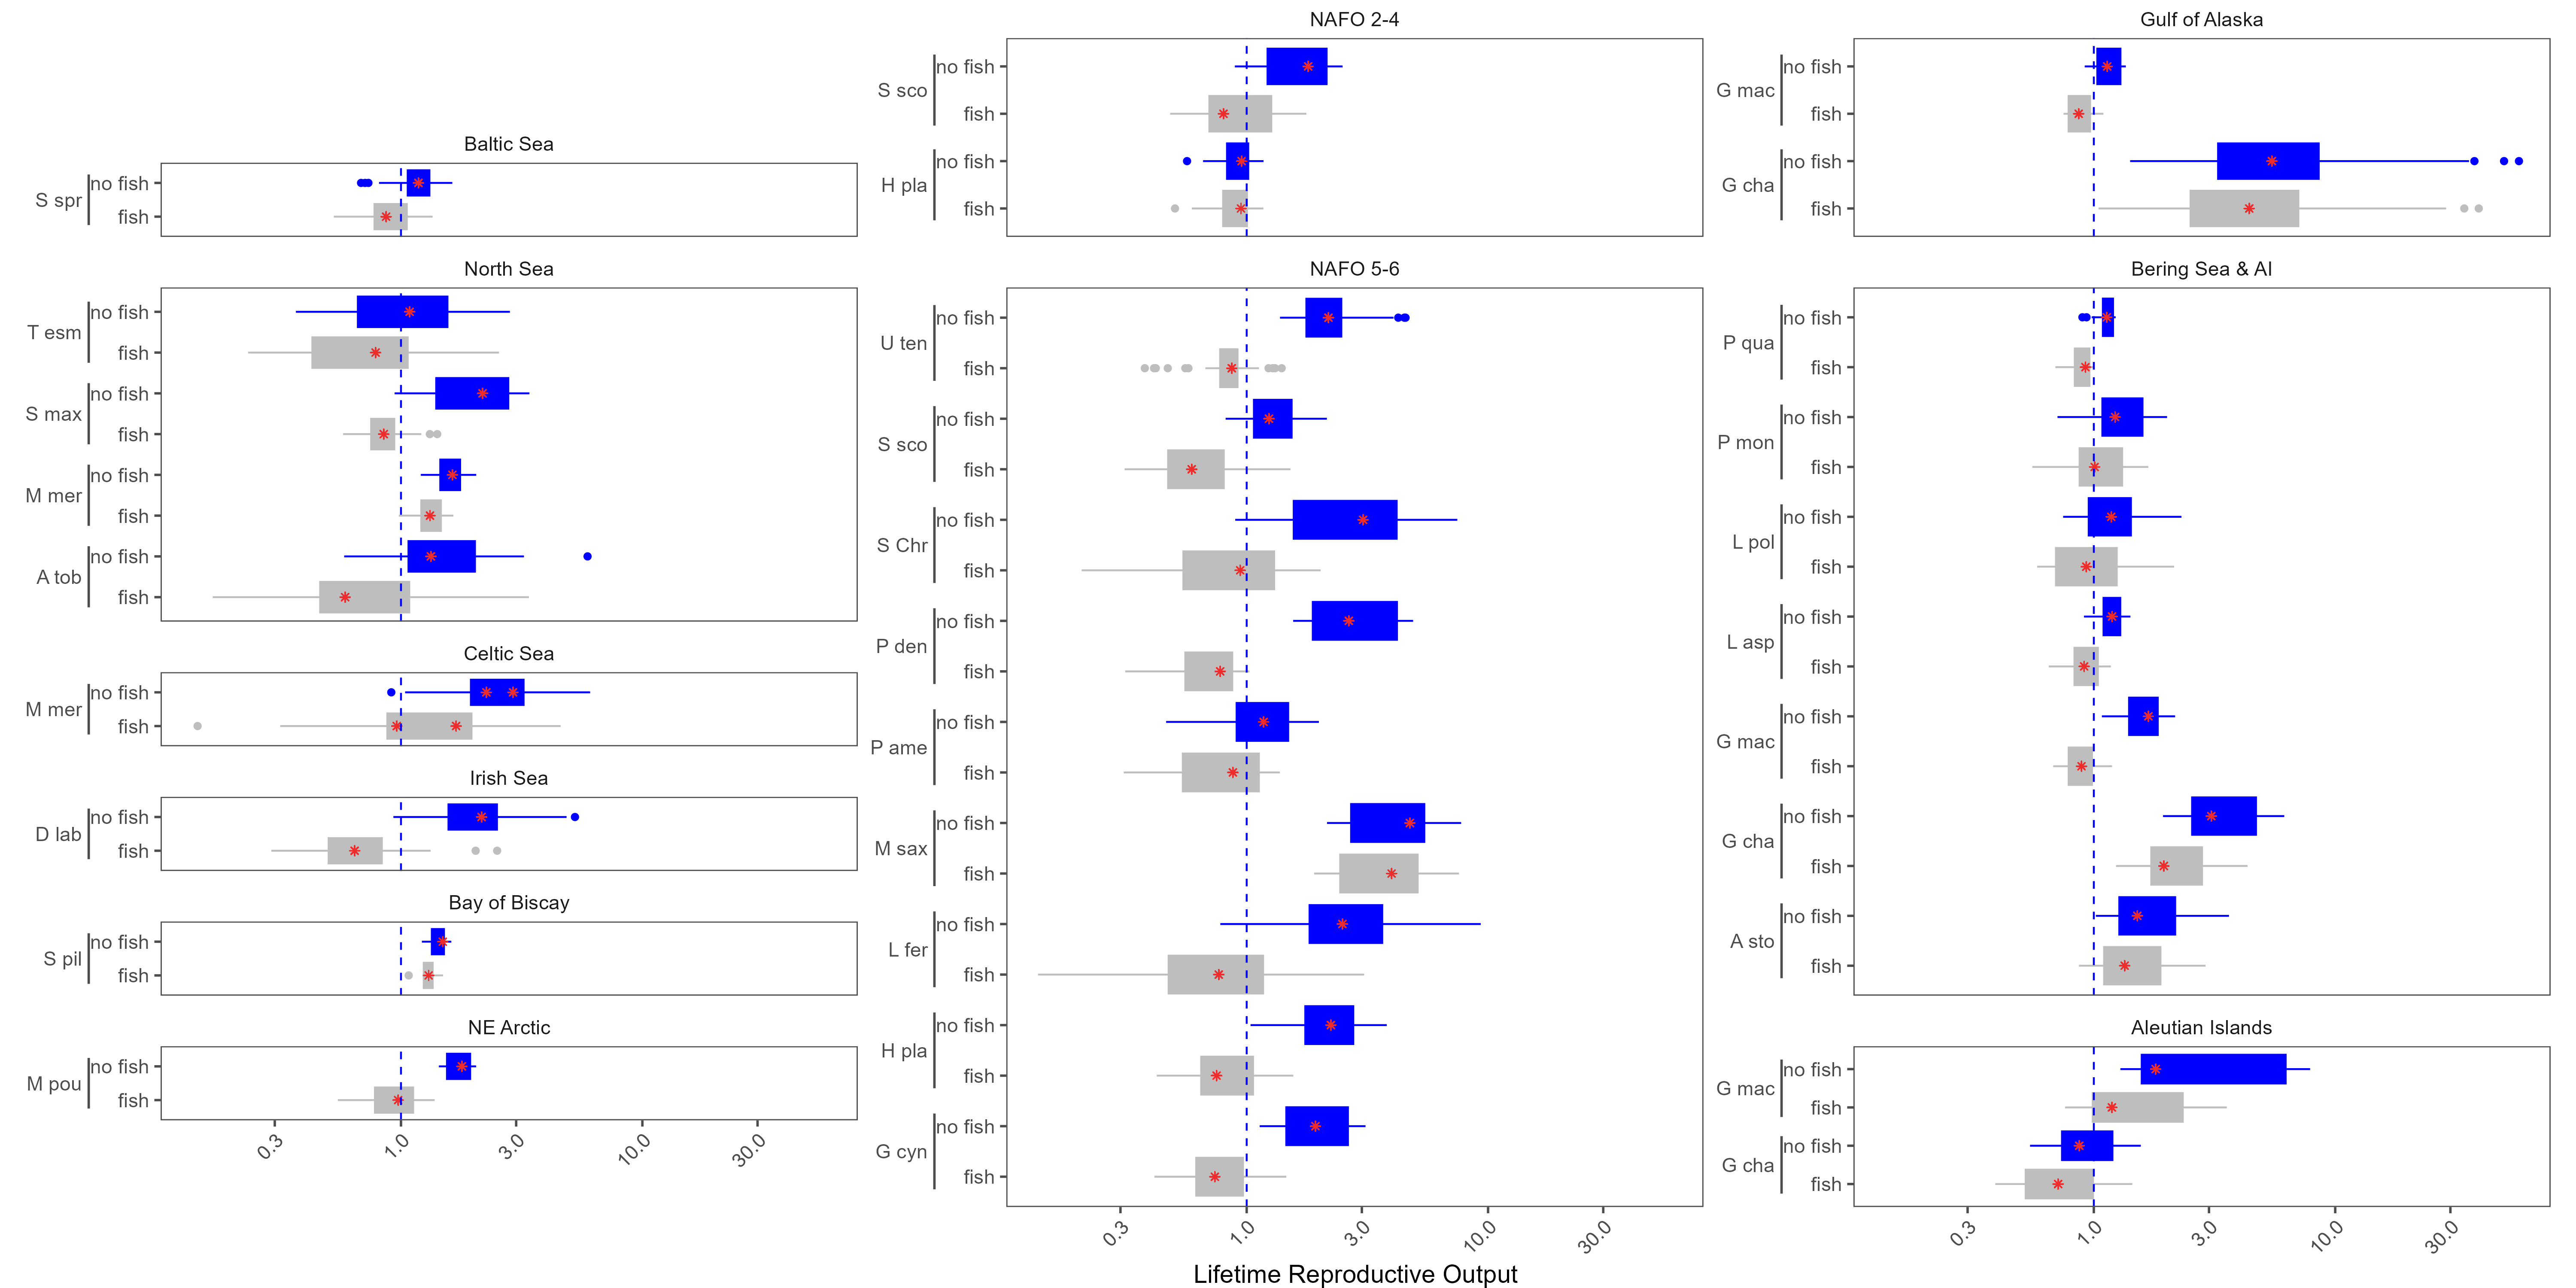 Baltic Sea
S spr
no fish
fish
North Sea
T esm
no fish
fish
S max
no fish
fish
M mer
no fish
fish
A tob
no fish
fish
Celtic Sea
M mer
no fish
fish
Irish Sea
D lab
no fish
fish
Bay of Biscay
S pil
no fish
fish
NE Arctic
M pou
no fish
fish
0.3 1.0 3.0 10.0 30.0
NAFO 2-4
S sco
no fish
fish
H pla
no fish
fish
NAFO 5-6
U ten
no fish
fish
S sco
no fish
fish
S Chr
no fish
fish
P den
no fish
fish
P ame
no fish
fish
M sax
no fish
fish
L fer
no fish
fish
H pla
no fish
fish
G cyn
no fish
fish
0.3 1.0 3.0 10.0 30.0
Gulf of Alaska
G mac
no fish
fish
G cha
no fish
fish
Bering Sea & AI
P qua
no fish
fish
P mon
no fish
fish
L pol
no fish
fish
L asp
no fish
fish
G mac
no fish
fish
G cha
no fish
fish
A sto
no fish
fish
Aleutian Islands
G mac
no fish
fish
G cha
no fish
fish
0.3 1.0 3.0 10.0 30.0
Lifetime Reproductive Output